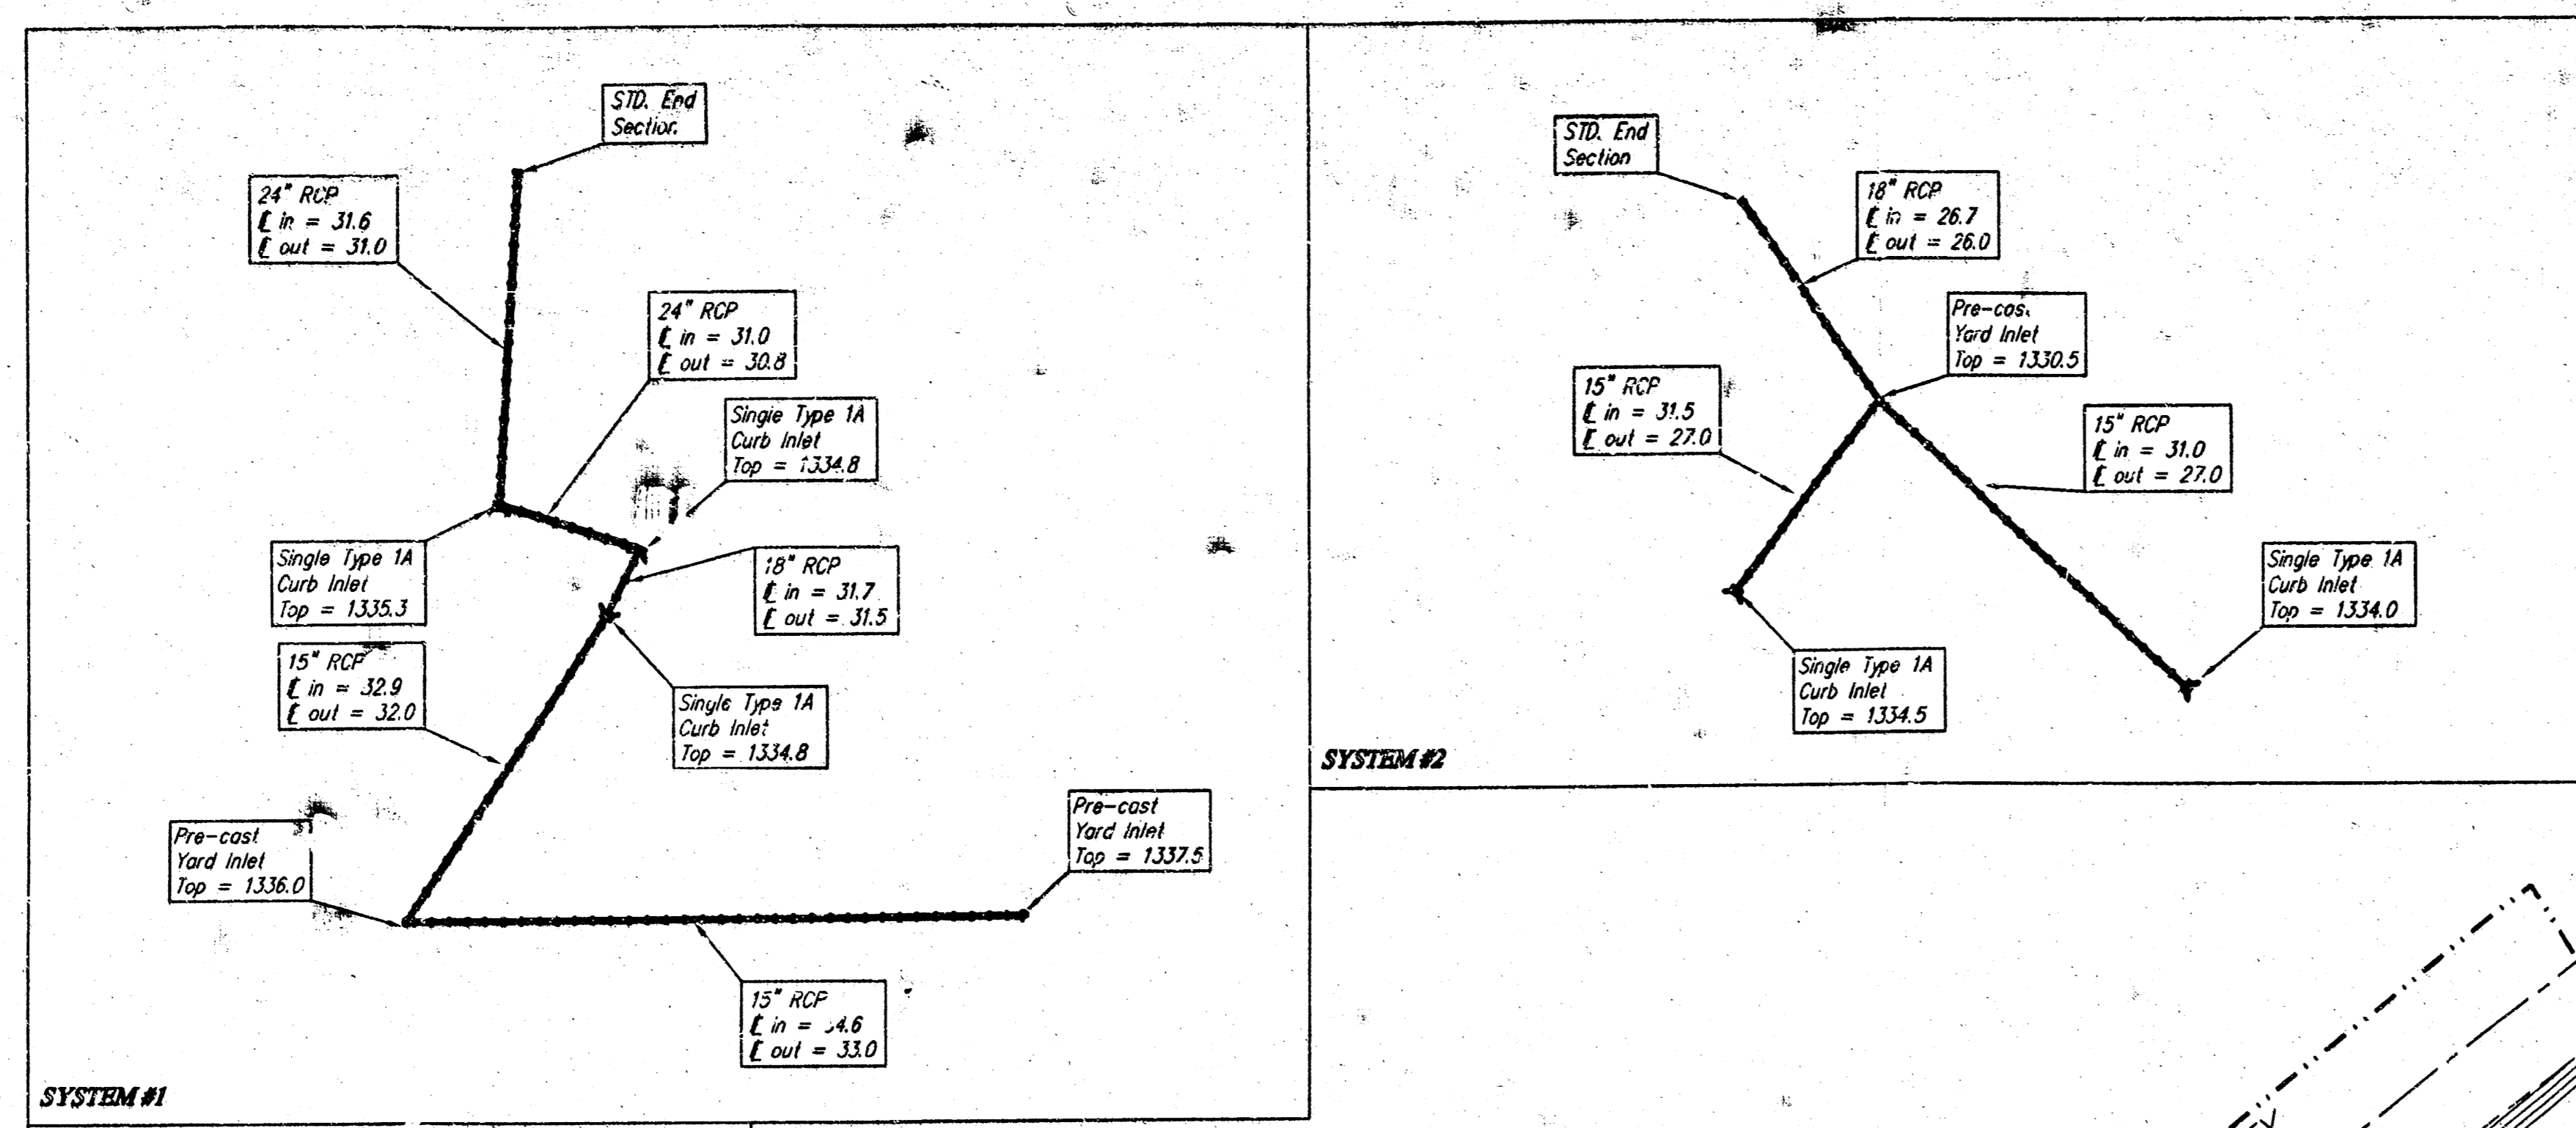 STD. End
Section
24" RCP
℄ in = 31.6
℄ out = 31.0
24" RCP
℄ in = 31.0
℄ out = 30.8
Single Type 1A
Curb Inlet
Top = 1334.8
Single Type 1A
Curb Inlet
Top = 1335.3
18" RCP
℄ in = 31.7
℄ out = 31.5
15" RCP
℄ in = 32.9
℄ out = 32.0
Single Type 1A
Curb Inlet
Top = 1334.8
Pre-cast
Yard Inlet
Top = 1336.0
Pre-cast
Yard Inlet
Top = 1337.5
15" RCP
℄ in = 
℄ out = 33.0
SYSTEM #1
STD. End
Section
18" RCP
℄ in = 26.7
℄ out = 26.0
Pre-cast
Yard Inlet
Top = 1330.5
15" RCP
℄ in = 31.5
℄ out = 27.0
15" RCP
℄ in = 31.0
℄ out = 27.0
Single Type 1A
Curb Inlet
Top = 1334.0
Single Type 1A
Curb Inlet
Top = 1334.5
SYSTEM #2